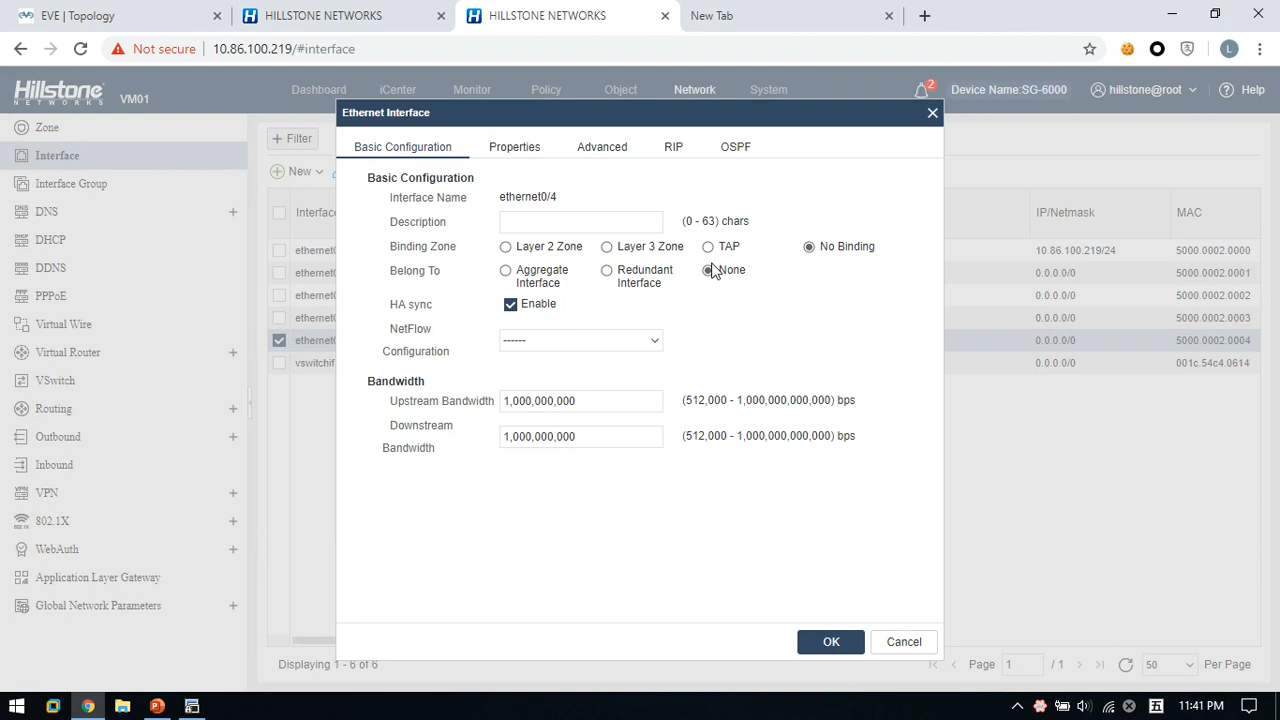 EVE | Topology
HILLSTONE NETWORKS
HILLSTONE NETWORKS
New Tab
Not secure
10.86.100.219/#interface
L
Hillstone
NETWORKS
VM01
Dashboard
iCenter
Monitor
Policy
Object
Network
System
2
Device Name:SG-6000
hillstone@root
Help
Zone
Interface
Interface Group
DNS
DHCP
DDNS
PPPoE
Virtual Wire
Virtual Router
VSwitch
Routing
Outbound
Inbound
VPN
802.1X
WebAuth
Application Layer Gateway
Global Network Parameters
Filter
New
Interface
IP/Netmask
MAC
ethernet0
10.86.100.219/24
5000.0002.0000
ethernet0
0.0.0.0/0
5000.0002.0001
ethernet0
0.0.0.0/0
5000.0002.0002
ethernet0
0.0.0.0/0
5000.0002.0003
ethernet0
0.0.0.0/0
5000.0002.0004
vswitchif
0.0.0.0/0
001c.54c4.0614
Ethernet Interface
Basic Configuration
Properties
Advanced
RIP
OSPF
Basic Configuration
Interface Name
ethernet0/4
Description
(0 - 63) chars
Binding Zone
Layer 2 Zone
Layer 3 Zone
TAP
No Binding
Belong To
Aggregate
Interface
Redundant
Interface
None
HA sync
Enable
NetFlow
Configuration
------
Bandwidth
Upstream Bandwidth
1,000,000,000
(512,000 - 1,000,000,000,000) bps
Downstream
Bandwidth
1,000,000,000
(512,000 - 1,000,000,000,000) bps
OK
Cancel
Displaying 1 - 6 of 6
Page
1
/ 1
50
Per Page
五
11:41 PM